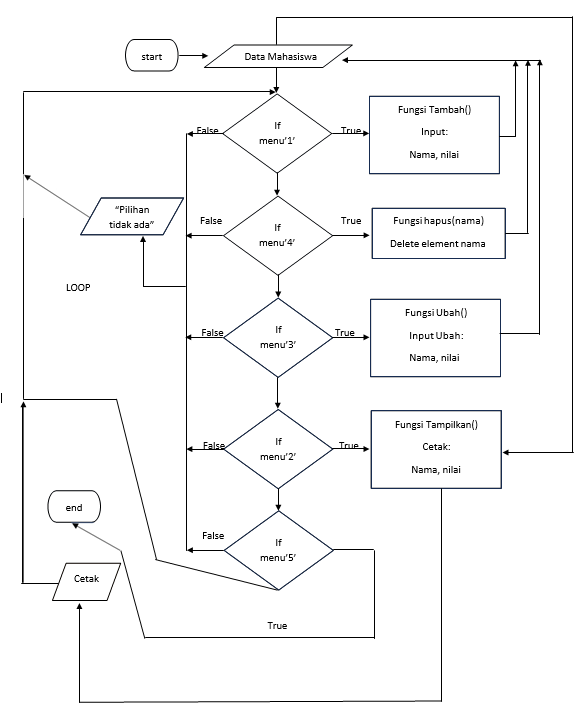 start
Data Mahasiswa
If
menu'1'
False
True
Fungsi Tambah()
Input:
Nama, nilai
"Pilihan
tidak ada"
If
menu'4'
False
True
Fungsi hapus(nama)
Delete element nama
LOOP
If
menu'3'
False
True
Fungsi Ubah()
Input Ubah:
Nama, nilai
If
menu'2'
False
True
Fungsi Tampilkan()
Cetak:
Nama, nilai
end
If
menu'5'
False
Cetak
True